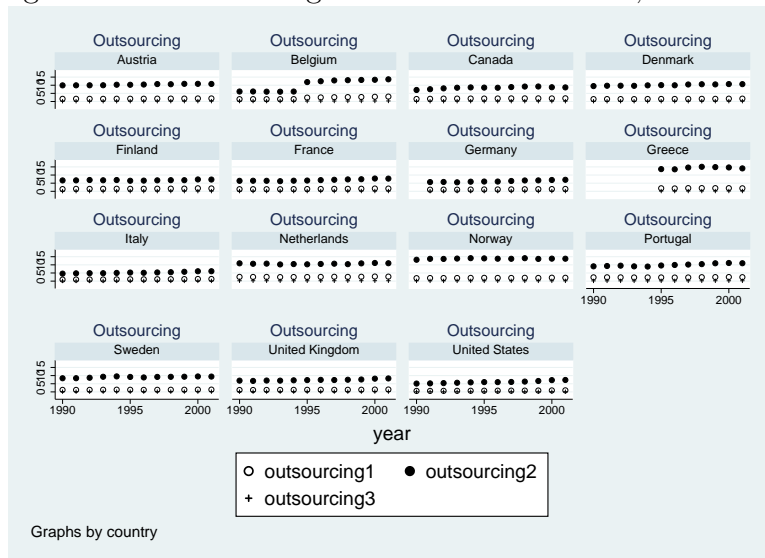 Outsourcing Outsourcing Outsourcing Outsourcing
Austria Belgium Canada Denmark
Outsourcing Outsourcing Outsourcing Outsourcing
Finland France Germany Greece
Outsourcing Outsourcing Outsourcing Outsourcing
Italy Netherlands Norway Portugal
1990 1995 2000
Outsourcing Outsourcing Outsourcing
Sweden United Kingdom United States
1990 1995 2000 1990 1995 2000 1990 1995 2000
year
outsourcing1 outsourcing2
outsourcing3
Graphs by country